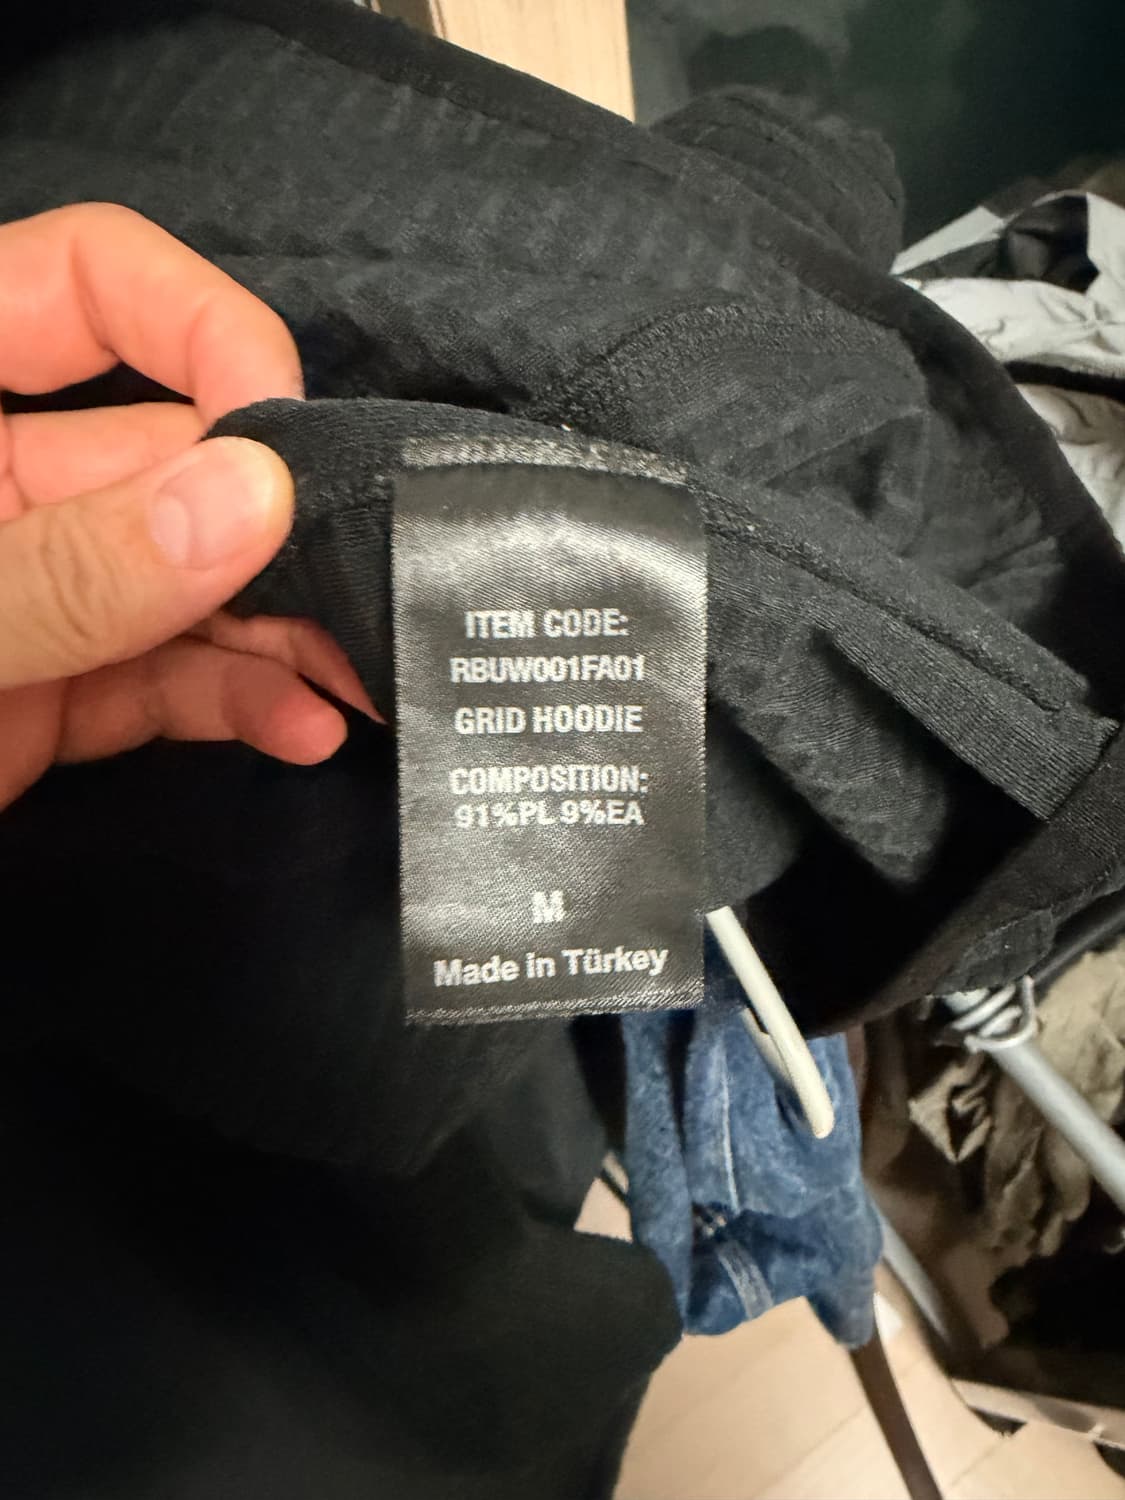 ITEM CODE:
RBUW001FA01
GRID HOODIE
COMPOSITION:
91%PL 9%EA
M
Made in Türkey